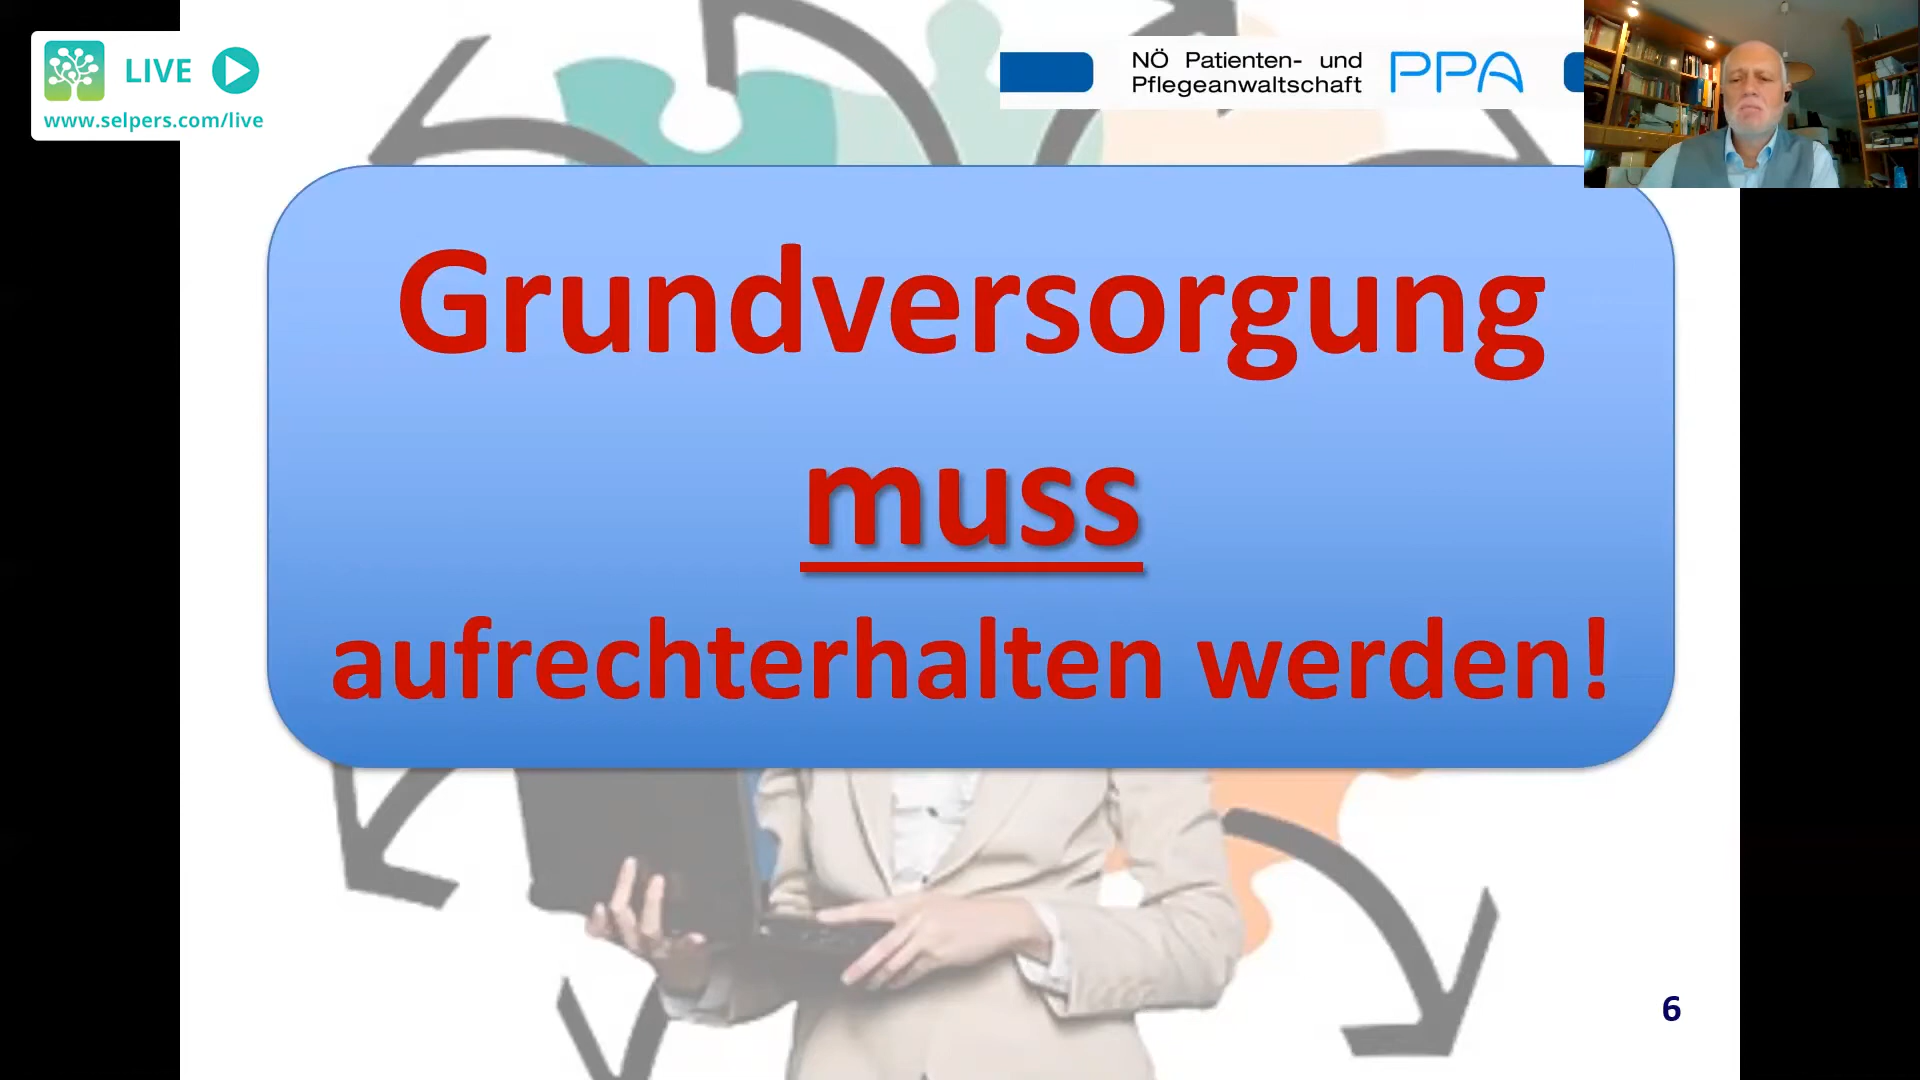 LIVE
www.selpers.com/live
NÖ Patienten- und
Pflegeanwaltschaft
PPA
Grundversorgung
muss
aufrechterhalten werden!
6